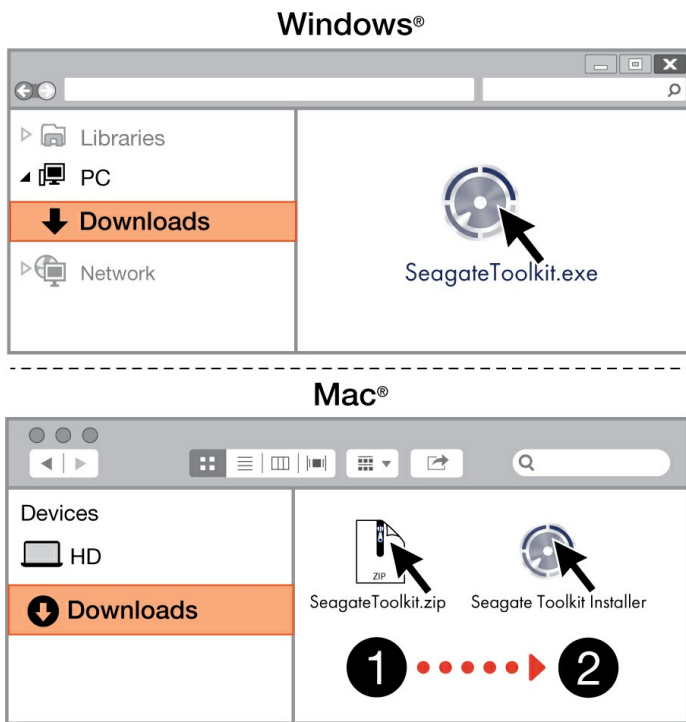 Windows®
Libraries
PC
Downloads
Network
SeagateToolkit.exe
Mac®
Devices
HD
Downloads
ZIP
SeagateToolkit.zip
Seagate Toolkit Installer
1
2